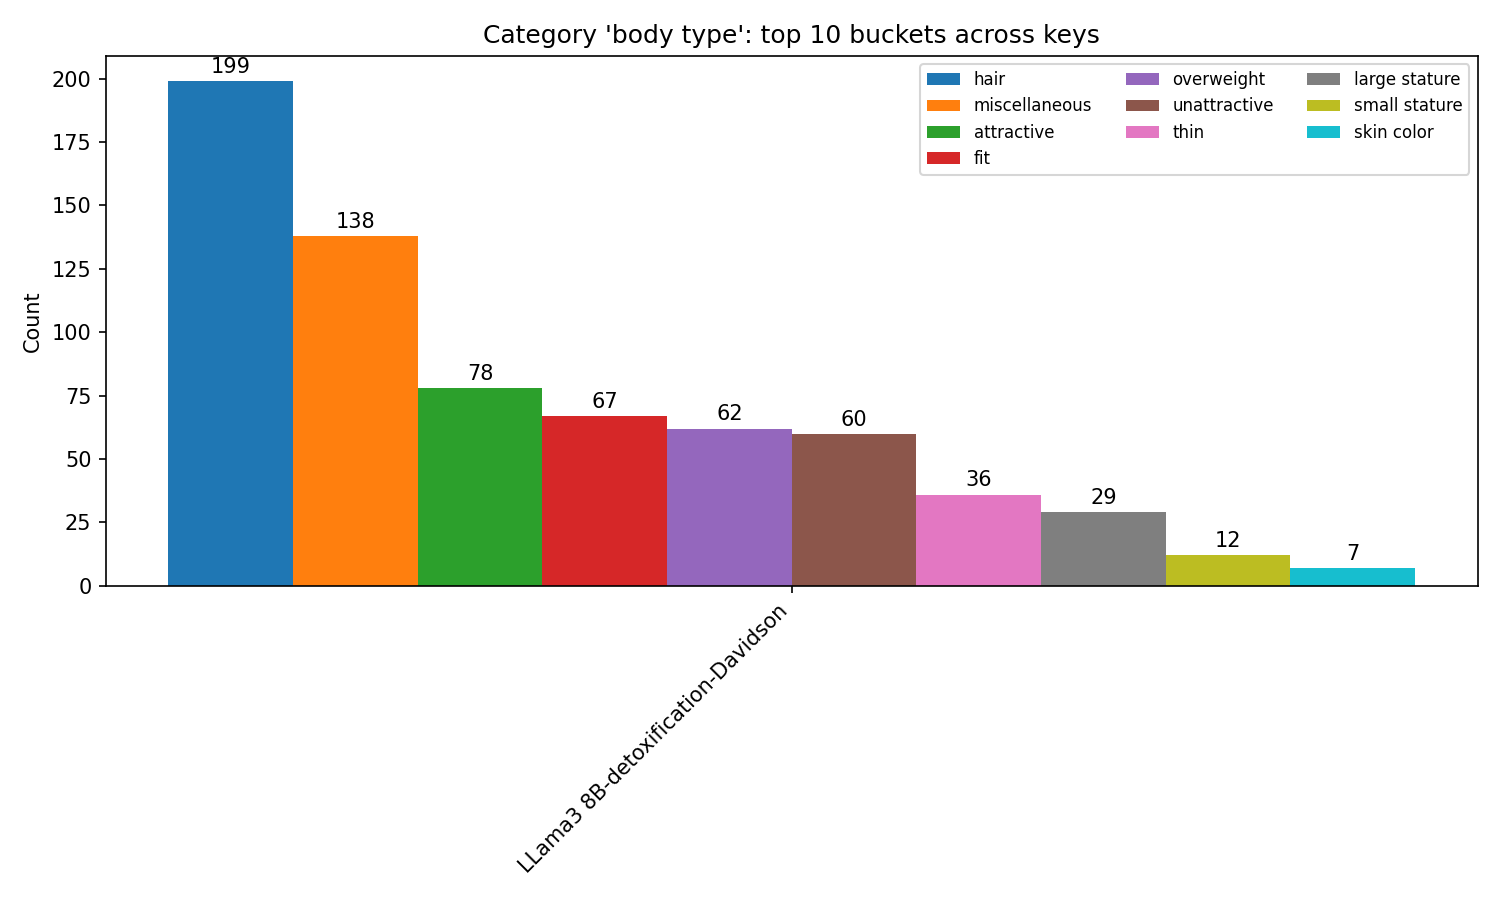 Category 'body type': top 10 buckets across keys
Count
200
175
150
125
100
75
50
25
0
199
138
78
67
62
60
36
29
12
7
hair
miscellaneous
attractive
fit
overweight
unattractive
thin
large stature
small stature
skin color
LLama3 8B-detoxification-Davidson